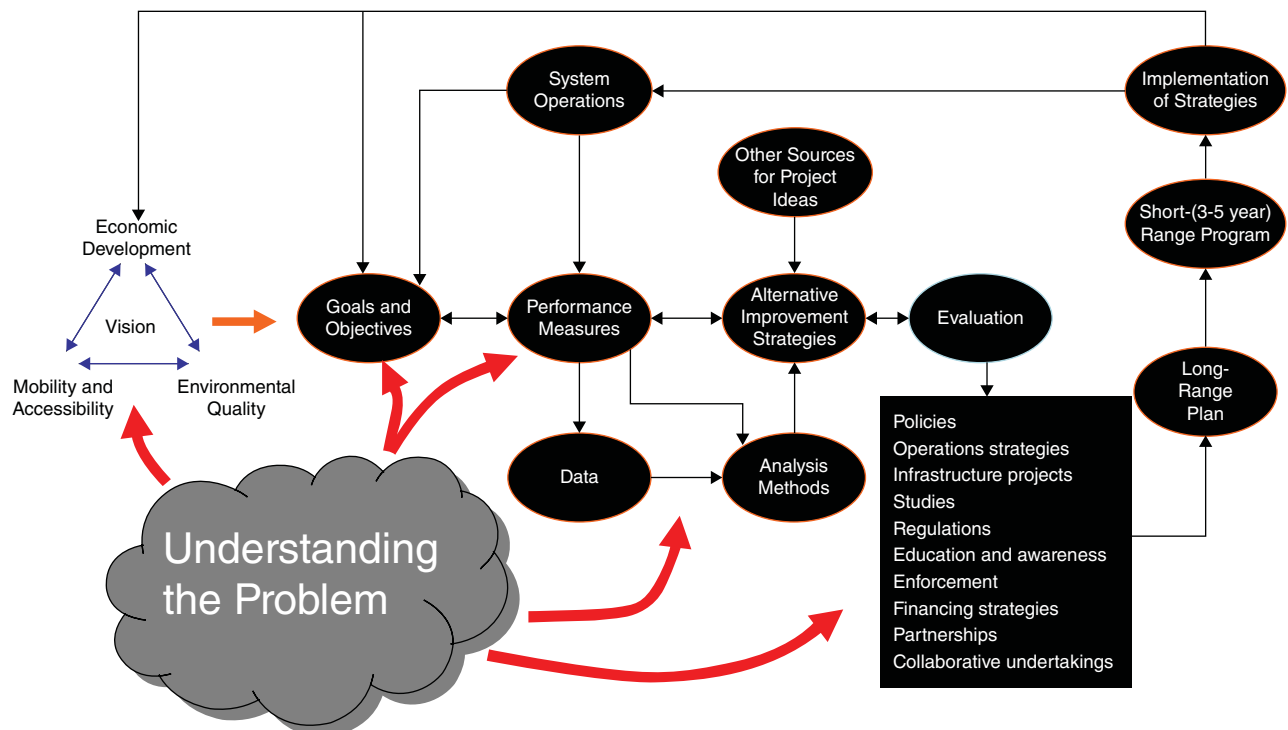 System
Operations
Implementation
of Strategies
Other Sources
for Project
Ideas
Short-(3-5 year)
Range Program
Economic
Development
Vision
Mobility and
Accessibility
Environmental
Quality
Goals and
Objectives
Performance
Measures
Alternative
Improvement
Strategies
Evaluation
Long-
Range
Plan
Data
Analysis
Methods
Policies
Operations strategies
Infrastructure projects
Studies
Regulations
Education and awareness
Enforcement
Financing strategies
Partnerships
Collaborative undertakings
Understanding
the Problem